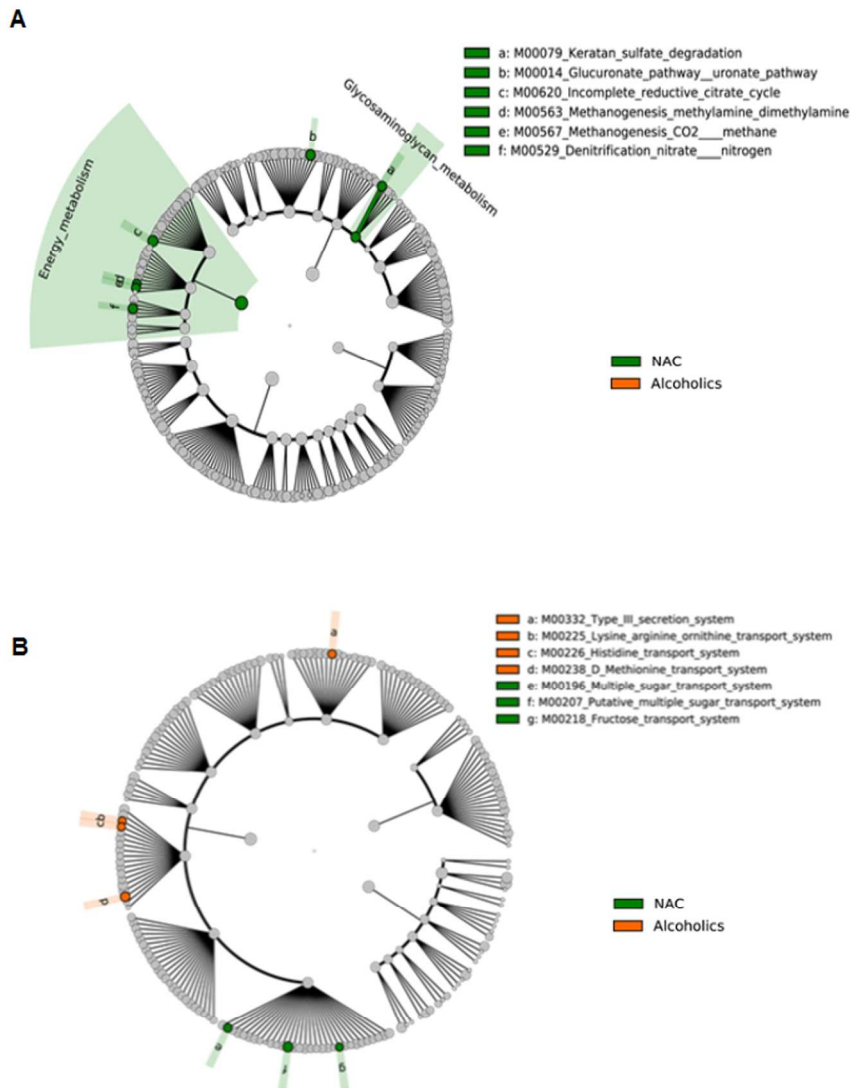 A
a: M00079_Keratan_sulfate_degradation
b: M00014_Glucuronate_pathway__uronate_pathway
c: M00620_Incomplete_reductive_citrate_cycle
d: M00563_Methanogenesis_methylamine_dimethylamine
e: M00567_Methanogenesis_CO2____methane
f: M00529_Denitrification_nitrate____nitrogen
Glycosaminoglycan_metabolism
Energy_metabolism
b
a
c
ed
f
NAC
Alcoholics
B
a: M00332_Type_III_secretion_system
b: M00225_Lysine_arginine_ornithine_transport_system
c: M00226_Histidine_transport_system
d: M00238_D_Methionine_transport_system
e: M00196_Multiple_sugar_transport_system
f: M00207_Putative_multiple_sugar_transport_system
g: M00218_Fructose_transport_system
a
cb
d
e
f
g
NAC
Alcoholics